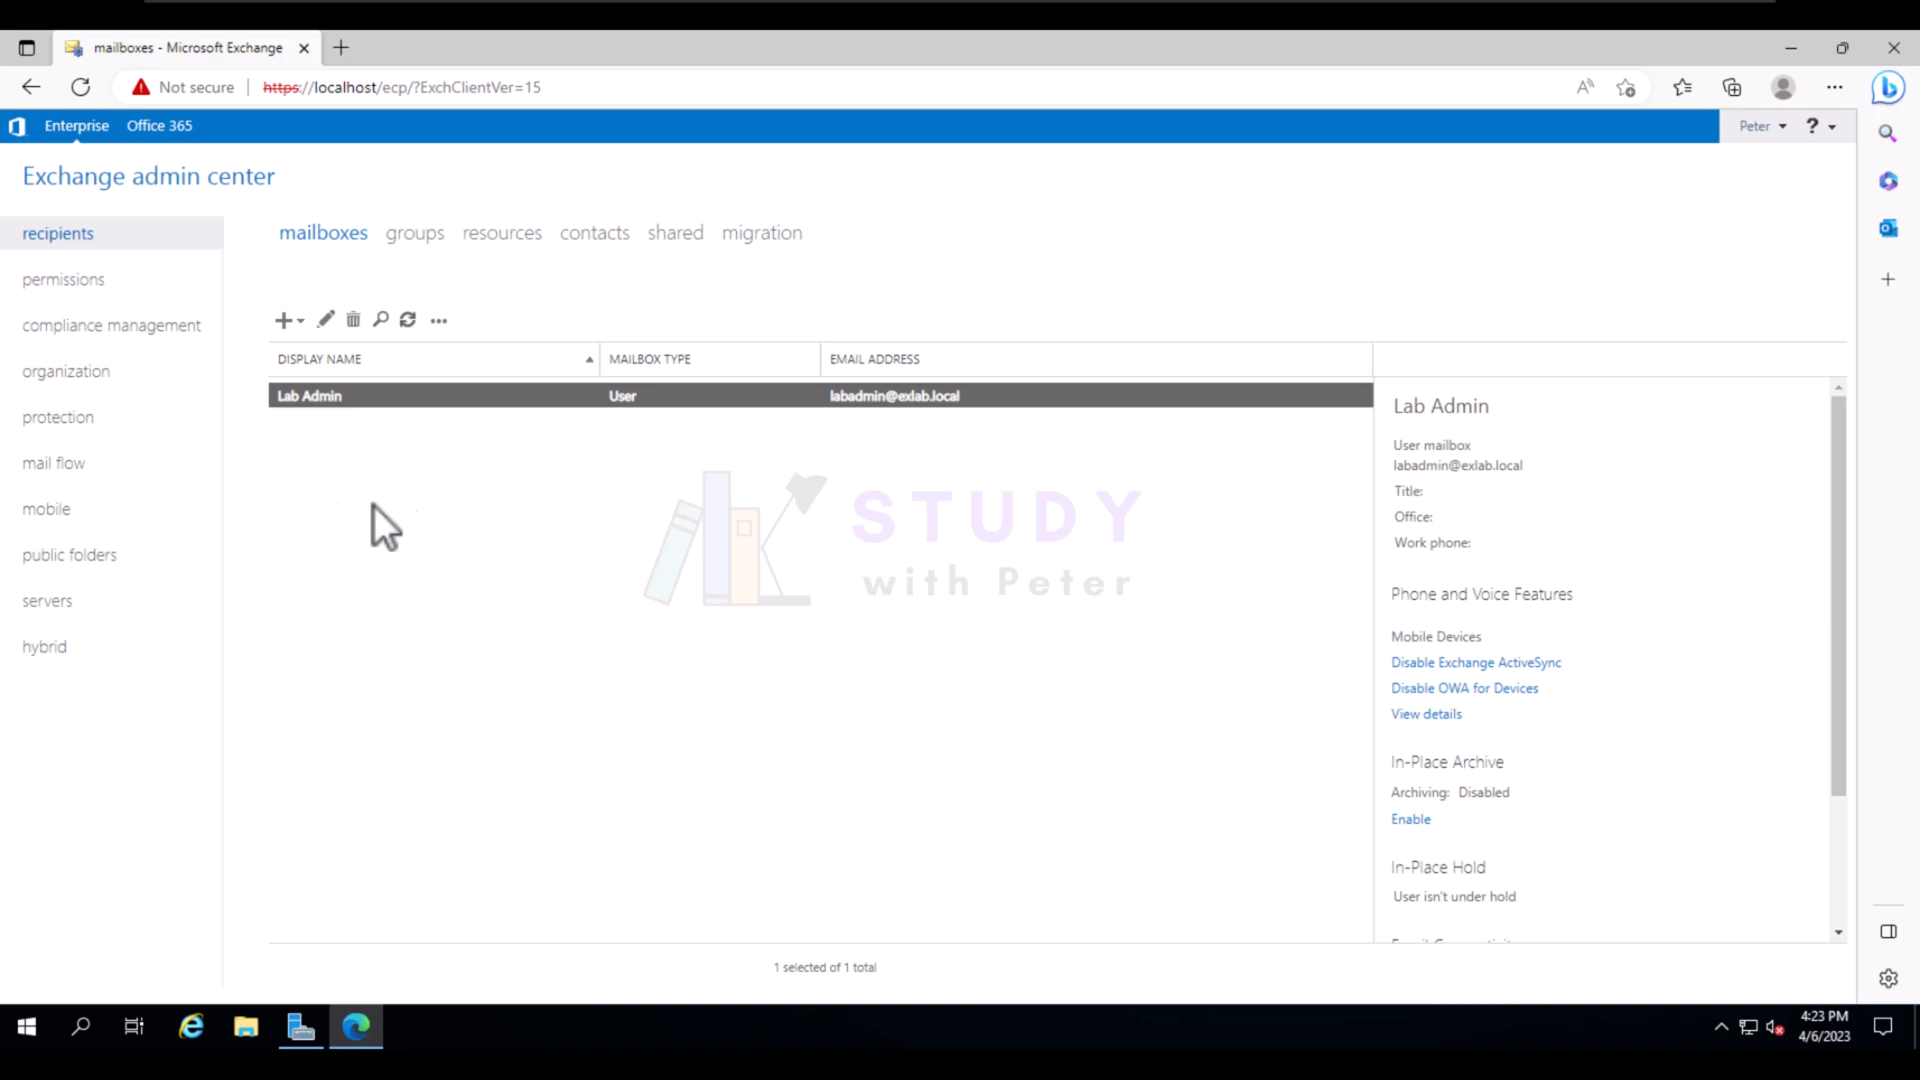 mailboxes - Microsoft Exchange
Not secure
https://localhost/ecp/?ExchClientVer=15
Enterprise Office 365
Peter ?
Exchange admin center
recipients
permissions
compliance management
organization
protection
mail flow
mobile
public folders
servers
hybrid
mailboxes groups resources contacts shared migration
DISPLAY NAME MAILBOX TYPE EMAIL ADDRESS
Lab Admin User labadmin@exlab.local
STUDY
with Peter
Lab Admin
User mailbox
labadmin@exlab.local
Title:
Office:
Work phone:
Phone and Voice Features
Mobile Devices
Disable Exchange ActiveSync
Disable OWA for Devices
View details
In-Place Archive
Archiving: Disabled
Enable
In-Place Hold
User isn't under hold
1 selected of 1 total
4:23 PM
4/6/2023